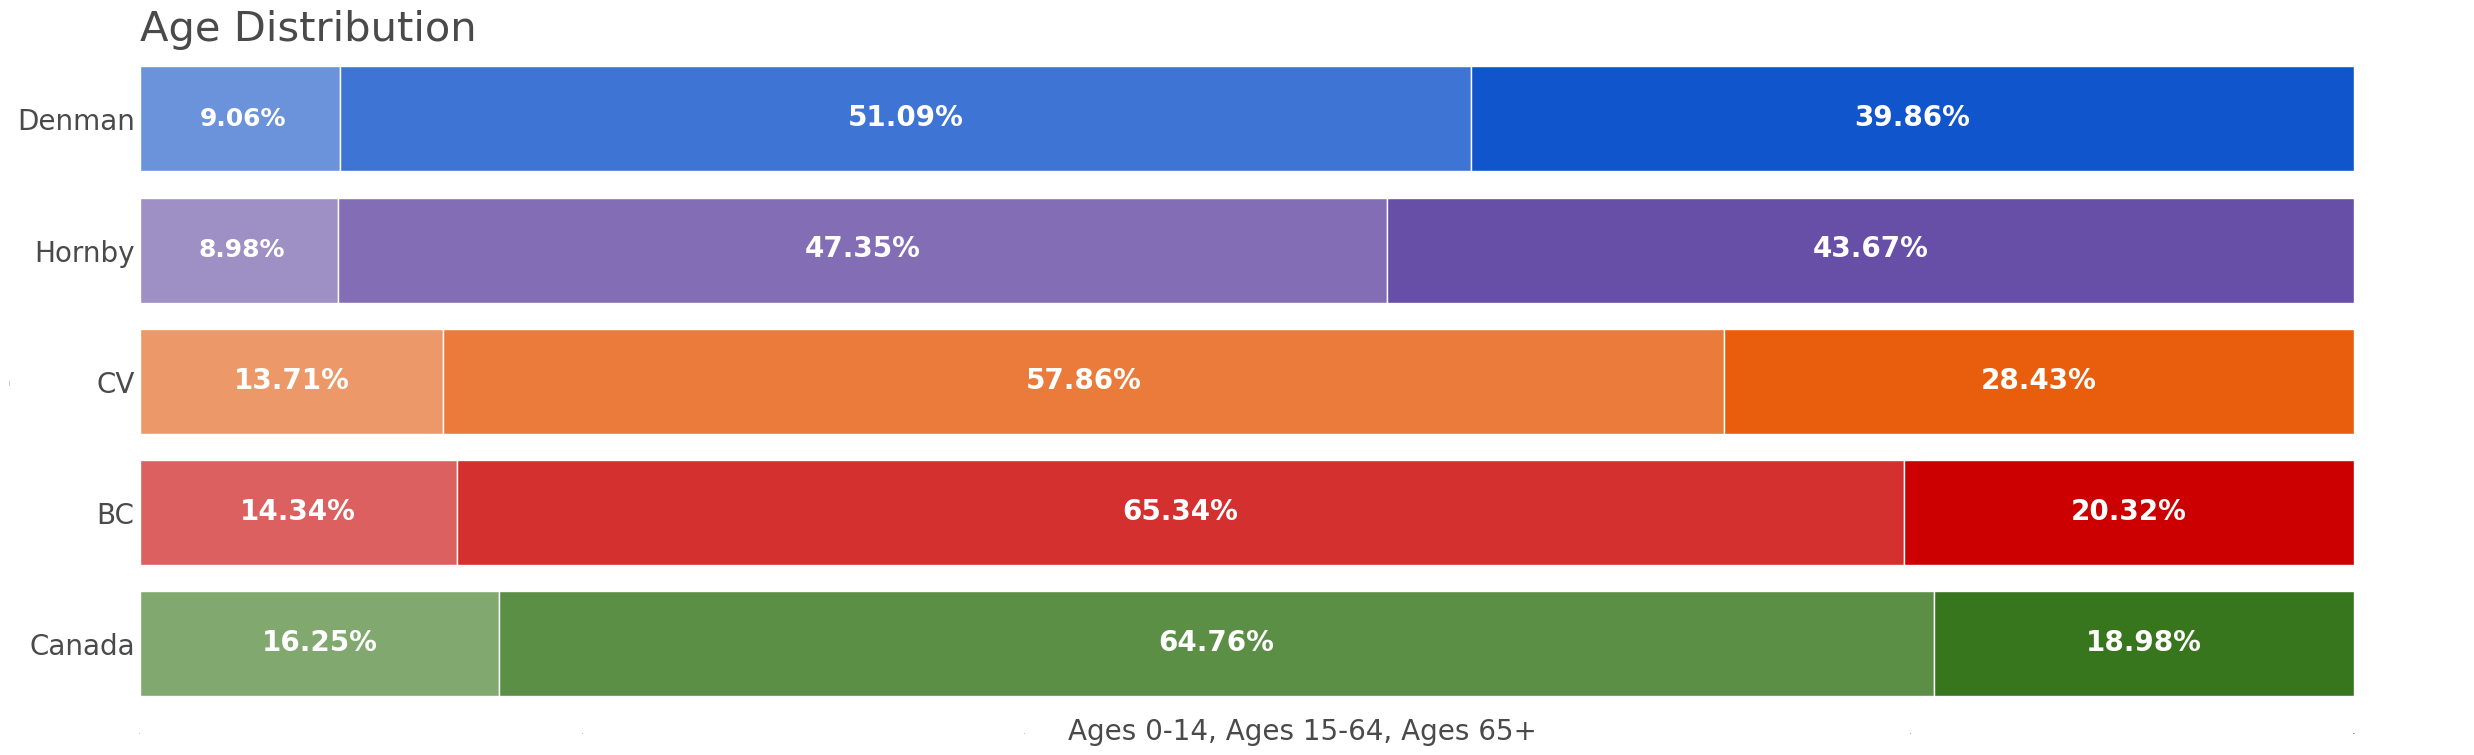 Age Distribution
Denman 9.06% 51.09% 39.86%
Hornby 8.98% 47.35% 43.67%
CV 13.71% 57.86% 28.43%
BC 14.34% 65.34% 20.32%
Canada 16.25% 64.76% 18.98%
Ages 0-14, Ages 15-64, Ages 65+